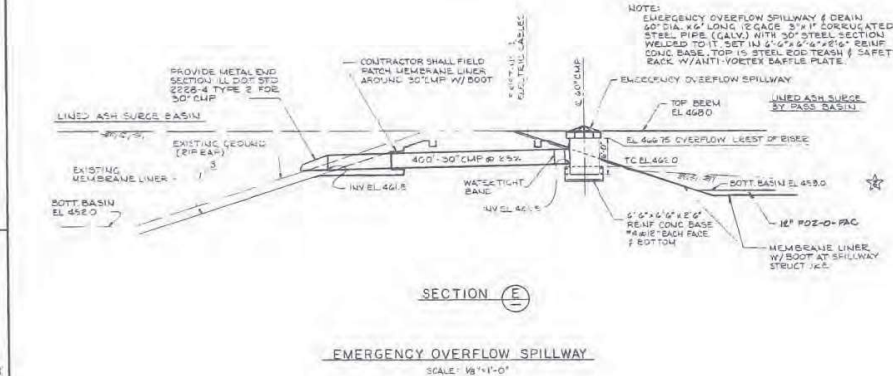 NOTE:
EMERGENCY OVERFLOW SPILLWAY & DRAIN
60" DIA. X 6' LONG 12 GAGE 3"X1" CORRUGATED
STEEL PIPE (GALV.) WITH 30" STEEL SECTION
WELDED TO IT. SET IN 6'-6"X6'-6"X2'6" REINF
CONC BASE. TOP IS STEEL ROD TRASH & SAFETY
RACK W/ANTI-VORTEX BAFFLE PLATE.
EXISTING
ELECTRIC CABLES
℄ 60" CMP
CONTRACTOR SHALL FIELD
PATCH MEMBRANE LINER
AROUND 30" CMP W/ BOOT
PROVIDE METAL END
SECTION ILL DOT STD
2228-4 TYPE 2 FOR
30" CMP
EMERGENCY OVERFLOW SPILLWAY
LINED ASH SURGE
BY PASS BASIN
TOP BERM
EL 468.0
LINED ASH SURGE BASIN
EL 466.75 OVERFLOW CREST OF RISER
EXISTING GROUND
(RIP RAP)
3
6'-0"
TC EL 462.0
EXISTING
MEMBRANE LINER
30" CMP @
INV EL 461.
WATERTIGHT
BAND
INV EL 461.5
BOTT. BASIN EL 459.0
BOTT. BASIN
EL 452.0
6'6"X6'6"X2'6"
REINF CONC BASE
#4@12" EACH FACE
& BOTTOM
12" POZ-O-PAC
MEMBRANE LINER
W/ BOOT AT SPILLWAY
SECTION E
EMERGENCY OVERFLOW SPILLWAY
SCALE: 1/8"=1'-0"